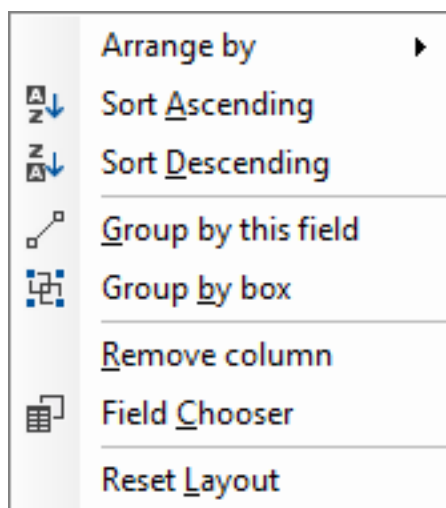 Arrange by
Sort Ascending
Sort Descending
Group by this field
Group by box
Remove column
Field Chooser
Reset Layout